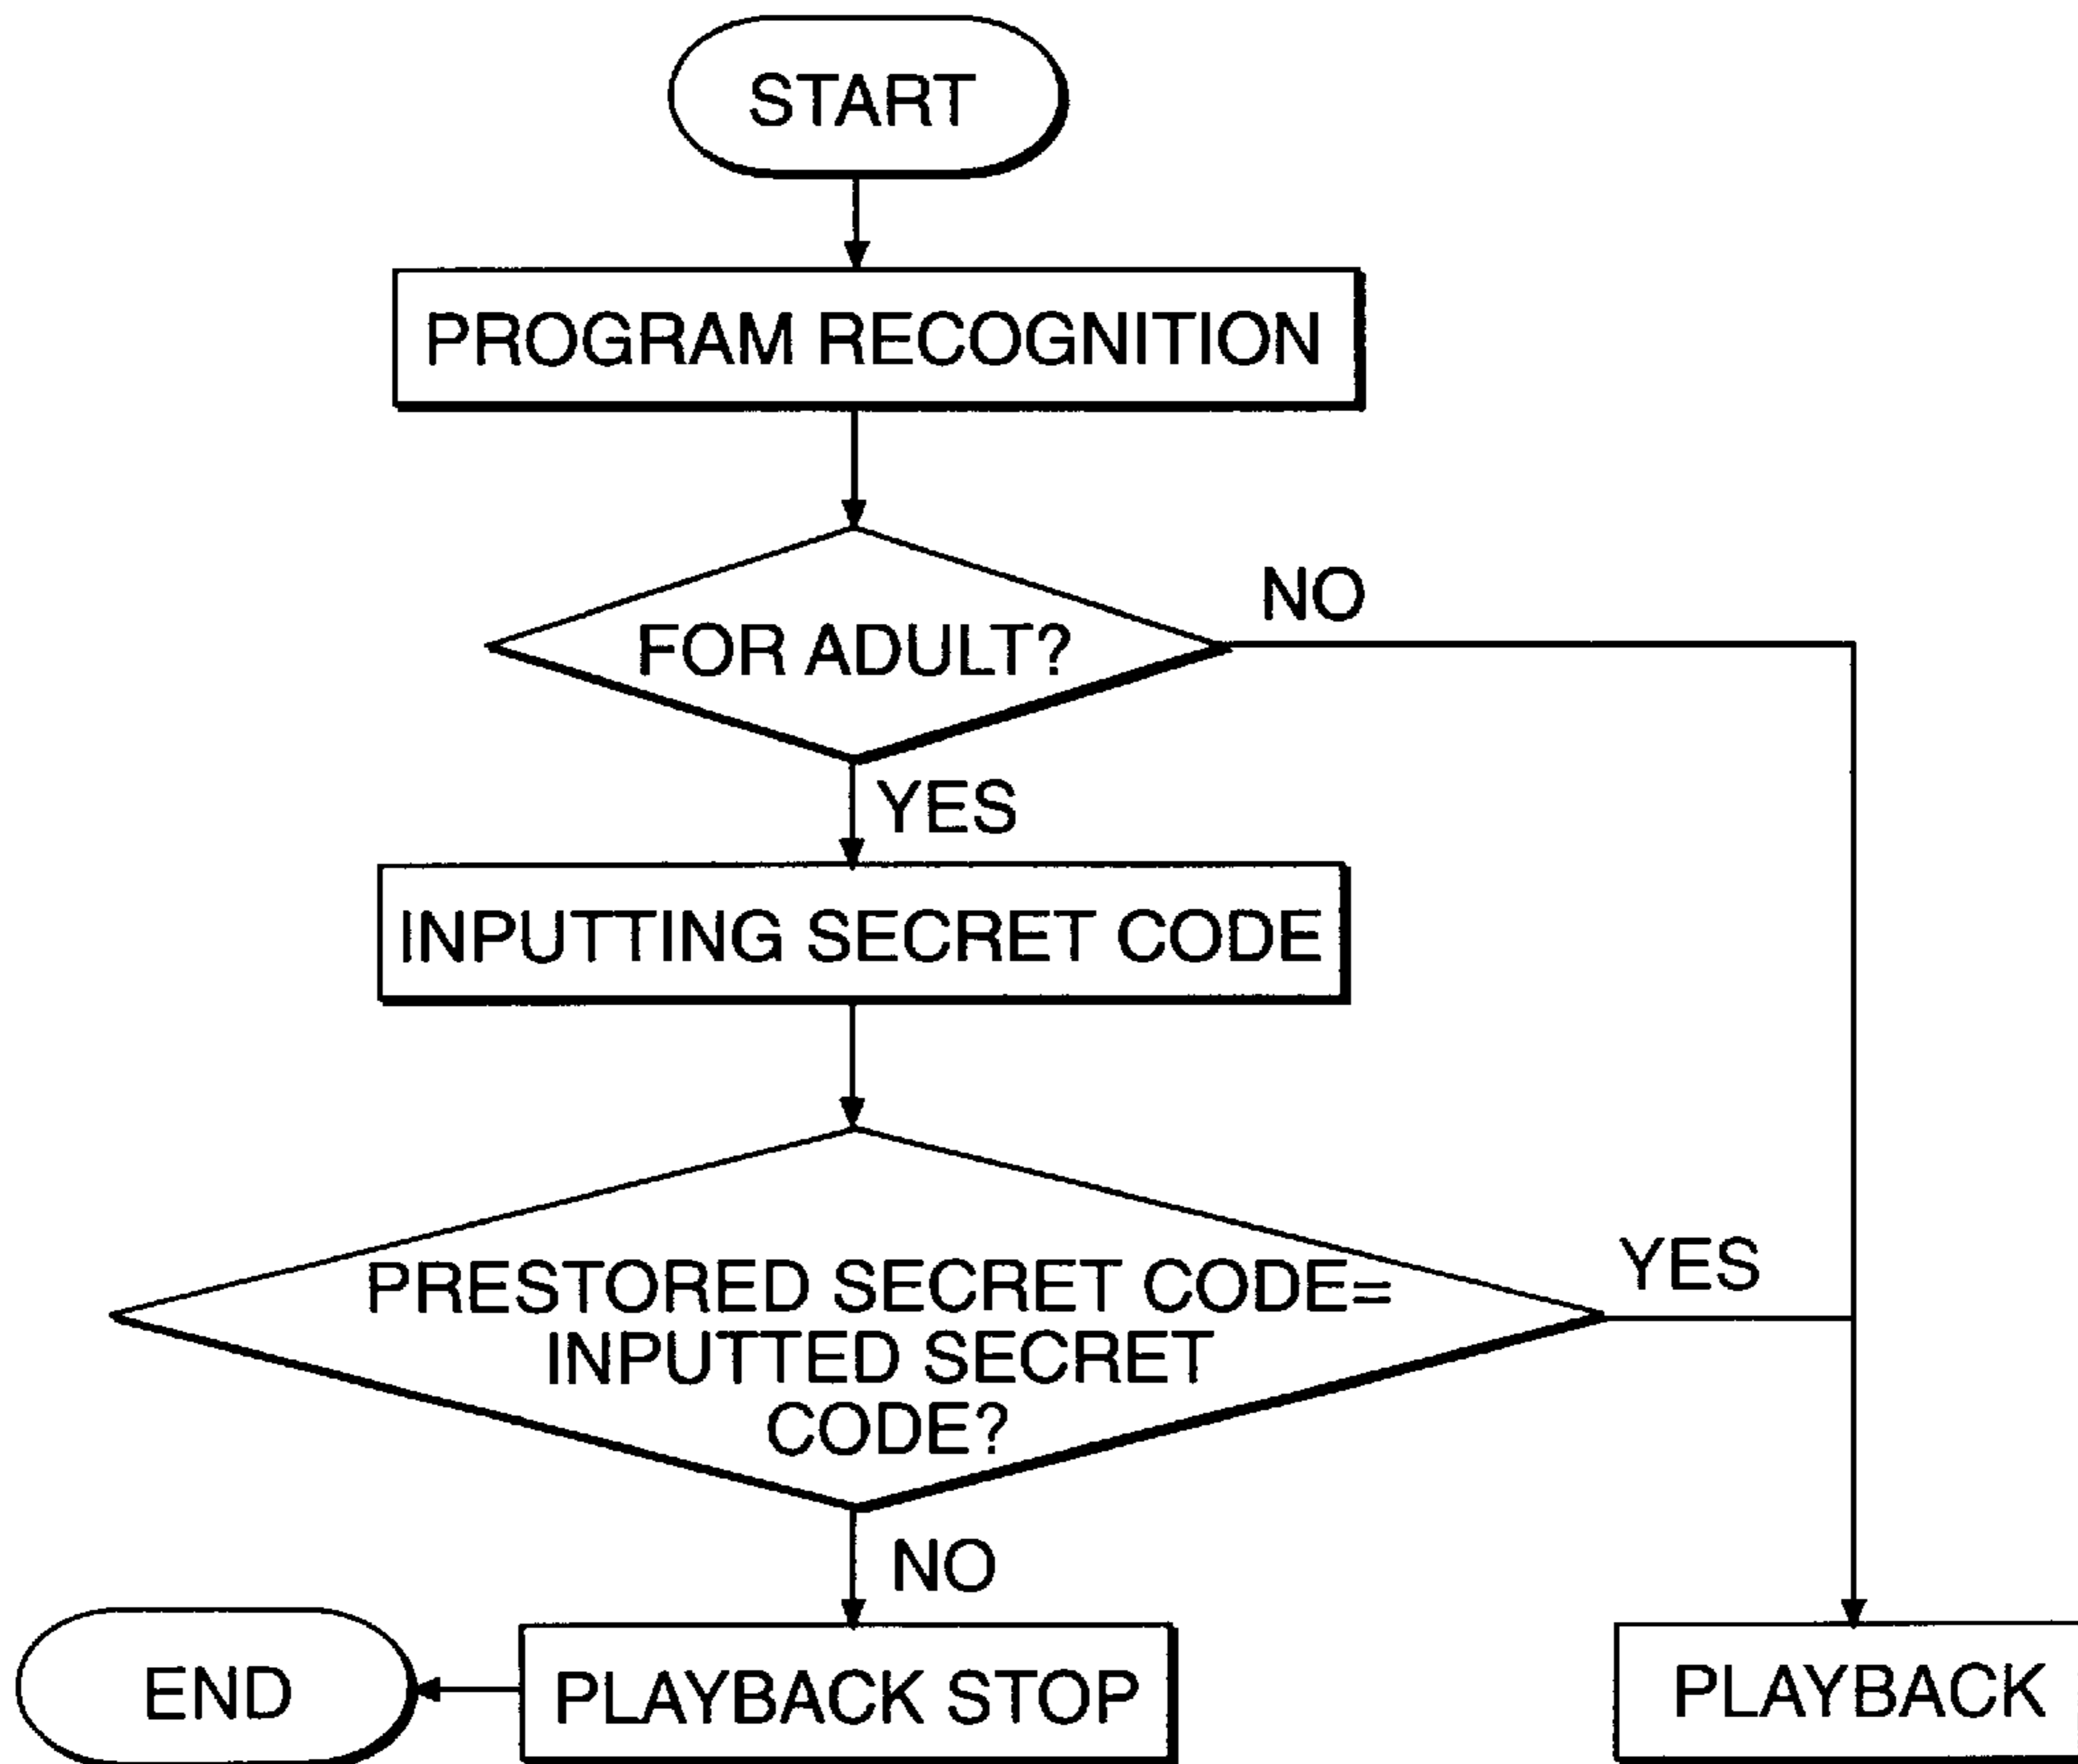 START
PROGRAM RECOGNITION
FOR ADULT?
NO
YES
INPUTTING SECRET CODE
PRESTORED SECRET CODE=
INPUTTED SECRET
CODE?
YES
NO
END
PLAYBACK STOP
PLAYBACK